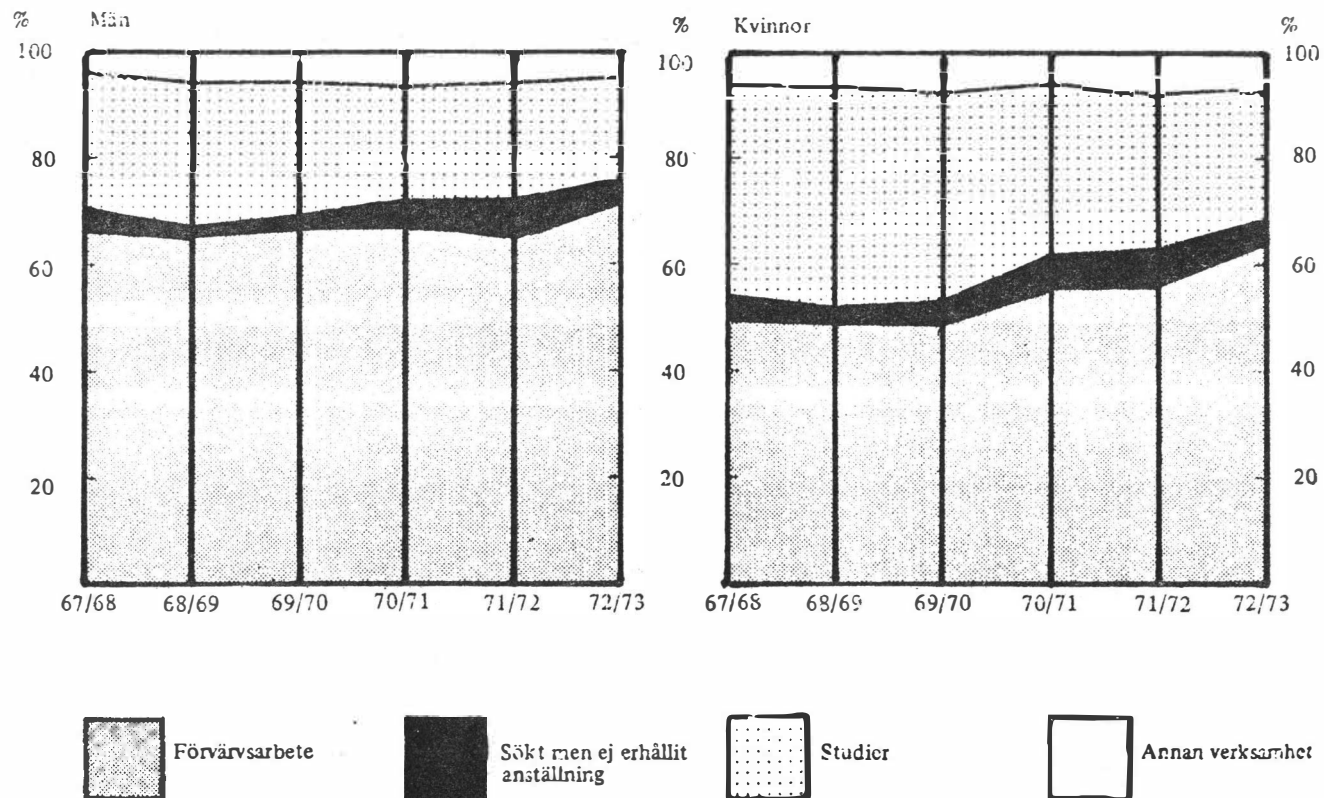 % Män
100
80
60
40
20
67/68 68/69 69/70 70/71 71/72 72/73
% Kvinnor %
100 100
80 80
60 60
40 40
20 20
67/68 68/69 69/70 70/71 71/72 72/73
Förvärvsarbete
Sökt men ej erhållit
anställning
Studier
Annan verksamhet